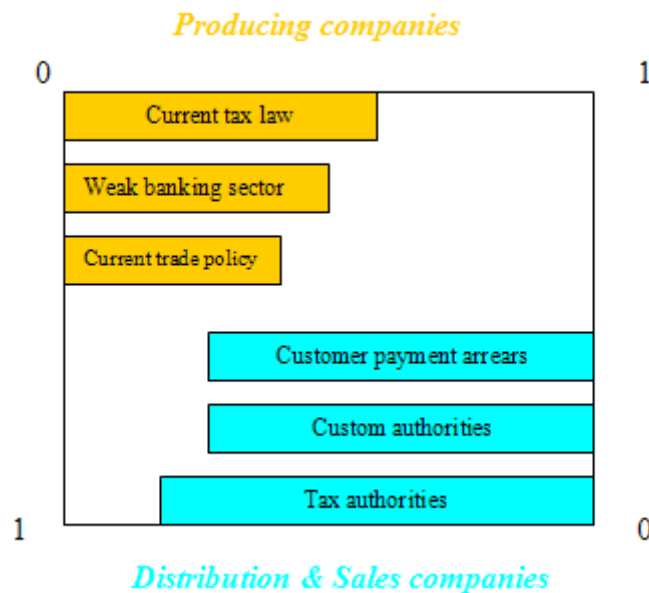 Producing companies
0 1
Current tax law
Weak banking sector
Current trade policy
Customer payment arrears
Custom authorities
Tax authorities
1 0
Distribution & Sales companies